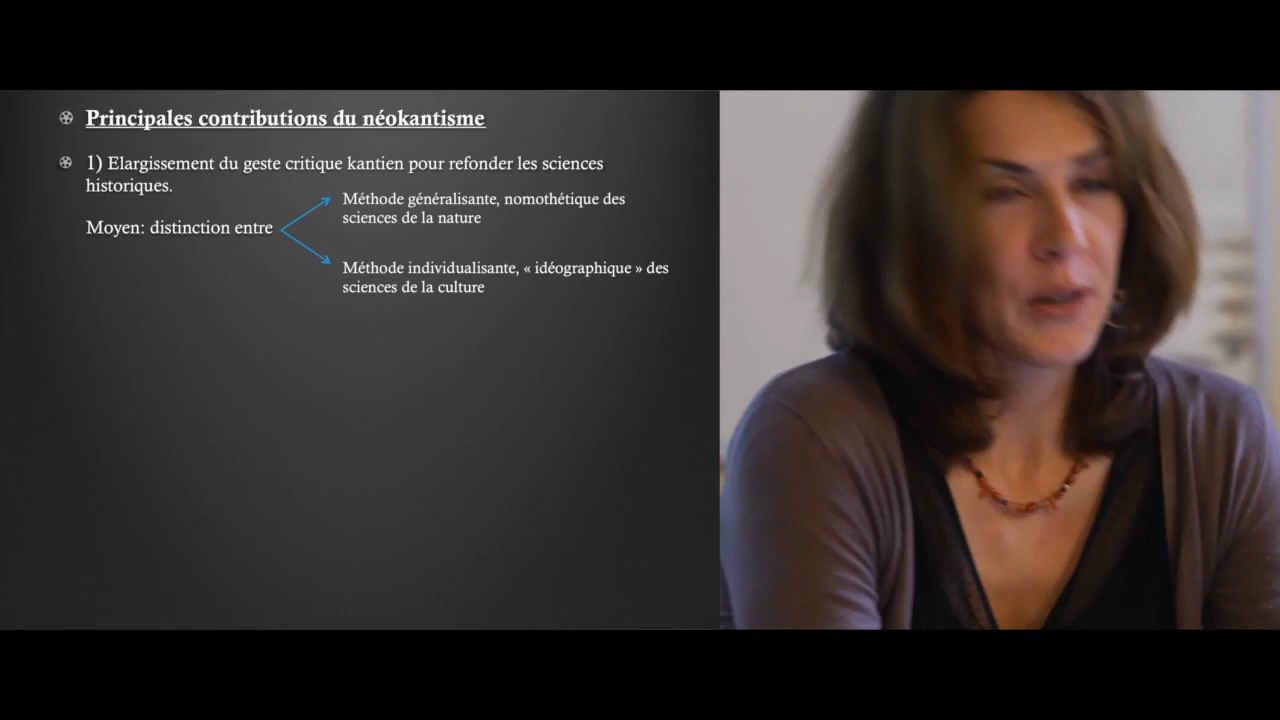 Principales contributions du néokantisme
1) Elargissement du geste critique kantien pour refonder les sciences
historiques.
Méthode généralisante, nomothétique des
sciences de la nature
Moyen: distinction entre
Méthode individualisante, « idéographique » des
sciences de la culture